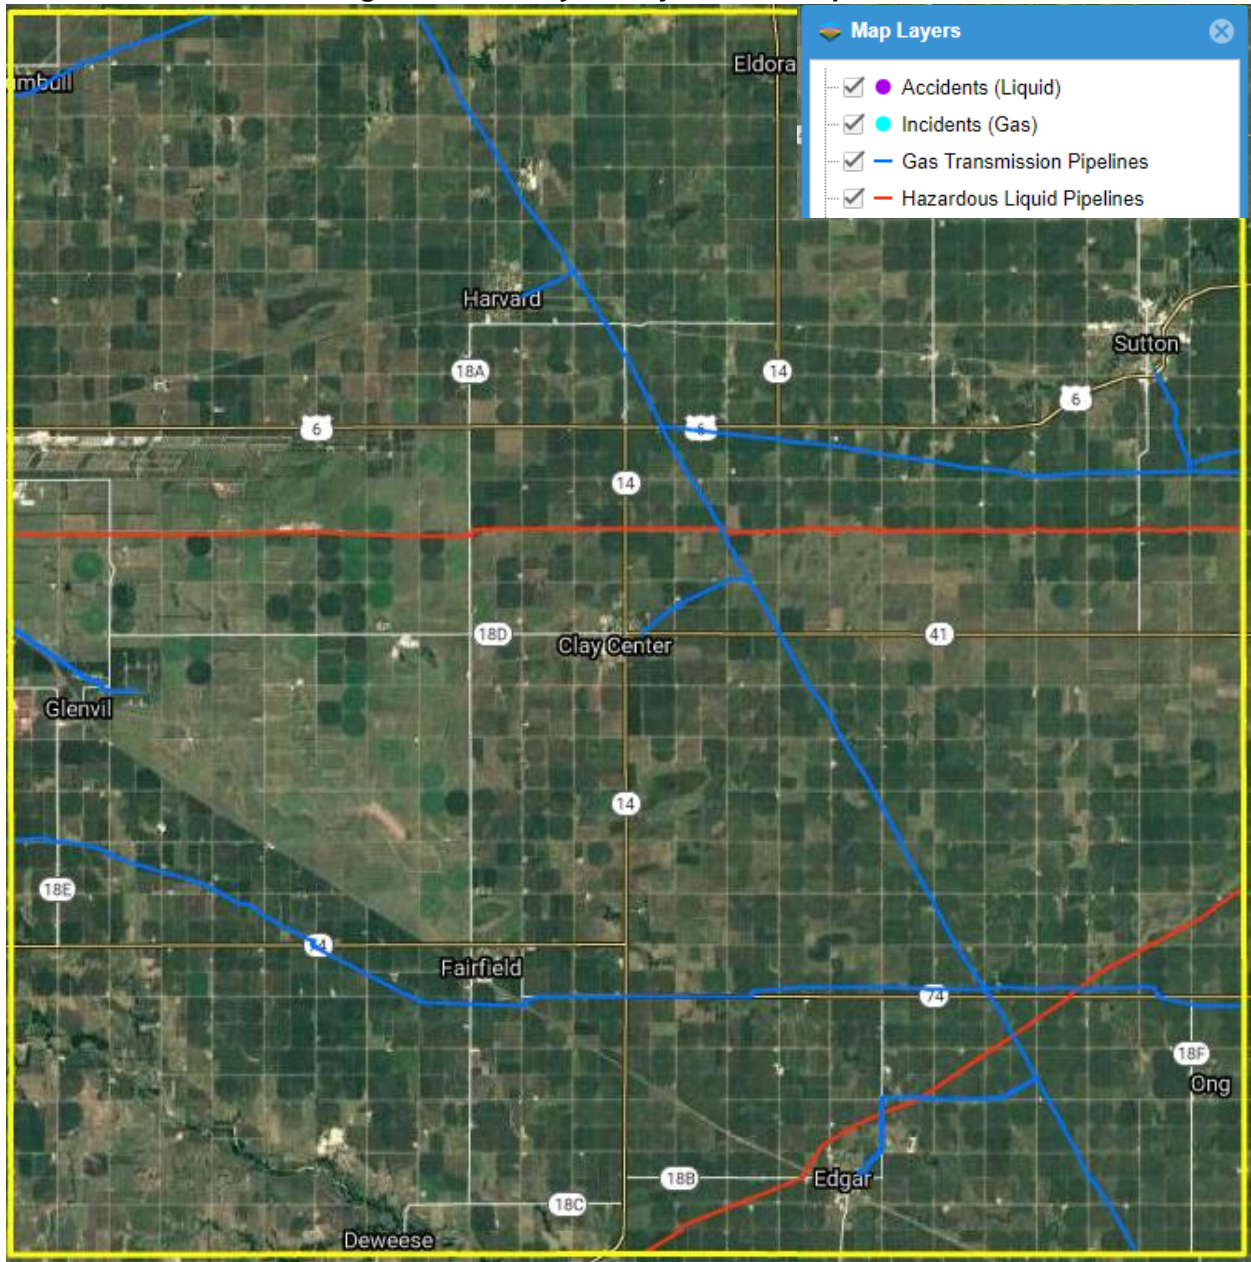 Map Layers
Accidents (Liquid)
Incidents (Gas)
Gas Transmission Pipelines
Hazardous Liquid Pipelines
Eldora
mbull
Harvard
Sutton
18A
14
6
6
6
14
18D
Clay Center
41
Glenvil
14
18E
74
Fairfield
74
18F
Ong
18B
Edgar
18C
Deweese